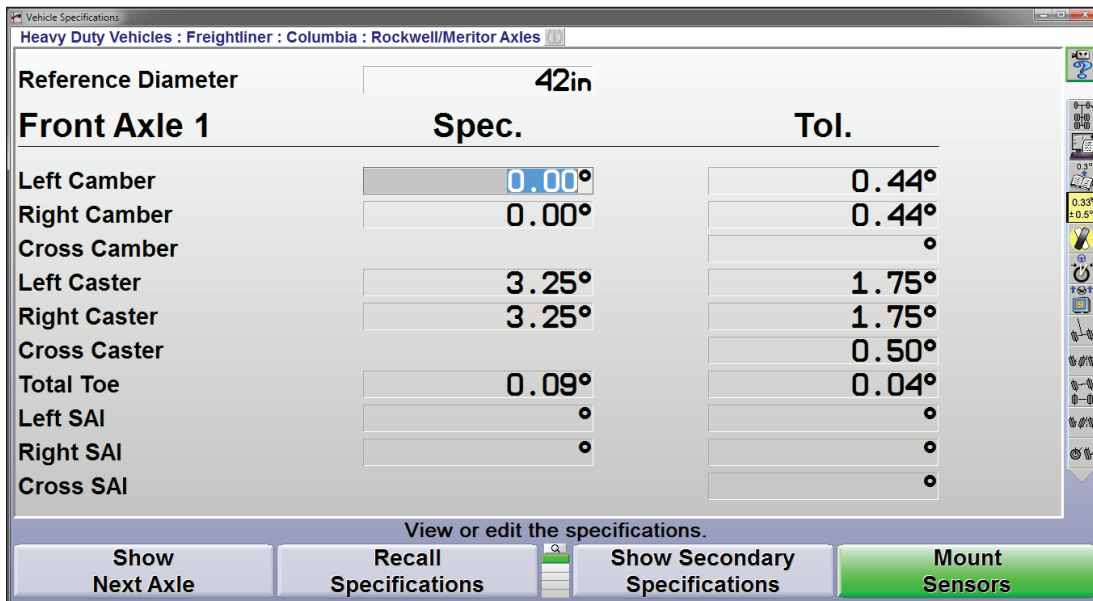 Vehicle Specifications
Heavy Duty Vehicles : Freightliner : Columbia : Rockwell/Meritor Axles
Reference Diameter 42in
Front Axle 1 Spec. Tol.
Left Camber 0.00° 0.44°
Right Camber 0.00° 0.44°
Cross Camber °
Left Caster 3.25° 1.75°
Right Caster 3.25° 1.75°
Cross Caster 0.50°
Total Toe 0.09° 0.04°
Left SAI ° °
Right SAI ° °
Cross SAI °
0.3°
0.33°
±0.5°
View or edit the specifications.
Show Next Axle
Recall Specifications
Show Secondary Specifications
Mount Sensors